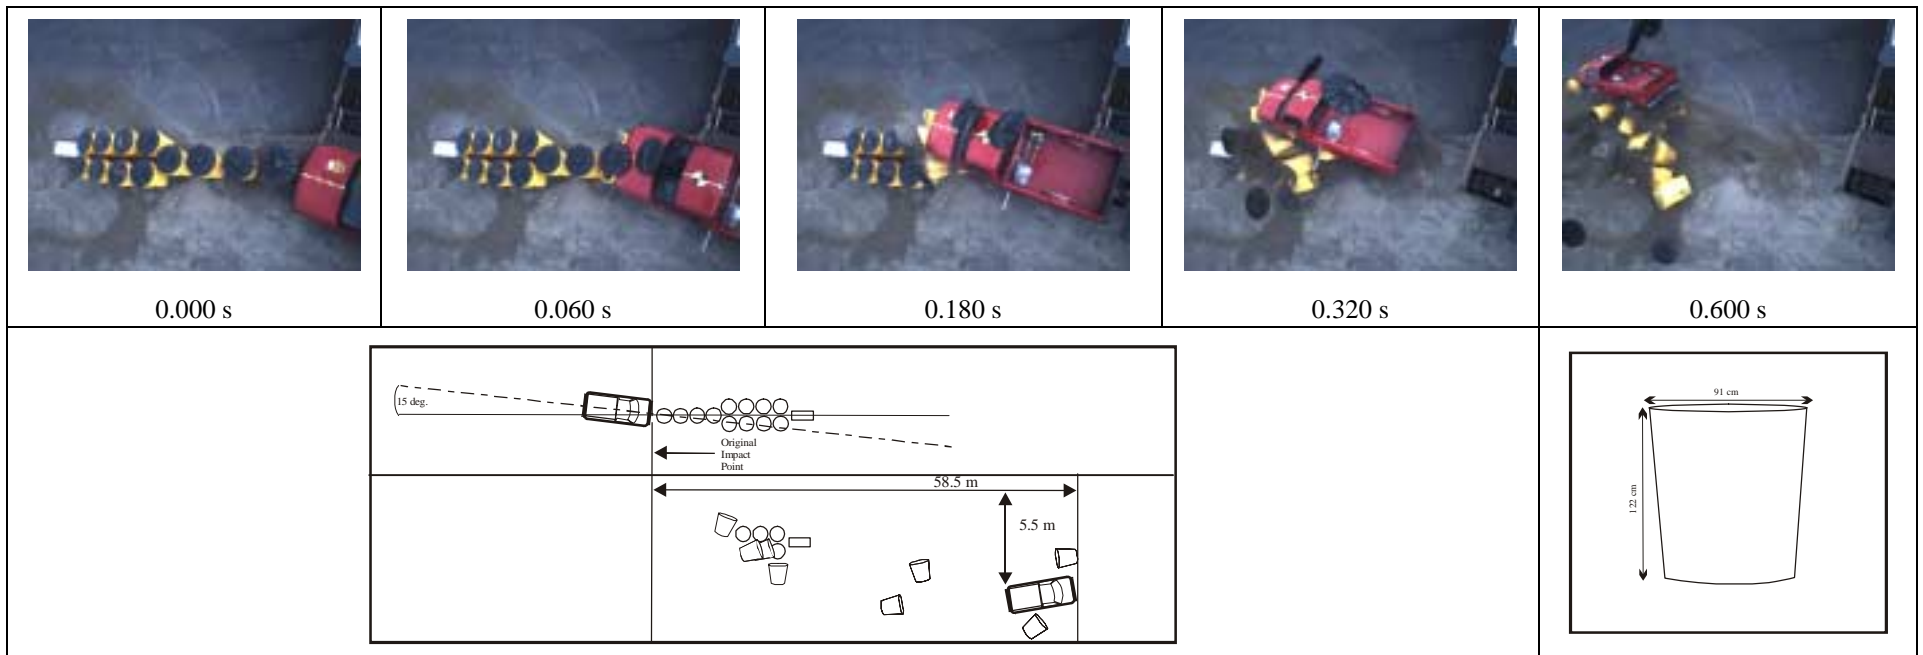 0.000 s
0.060 s
0.180 s
0.320 s
0.600 s
15 deg.
Original
Impact
Point
58.5 m
5.5 m
91 cm
122 cm